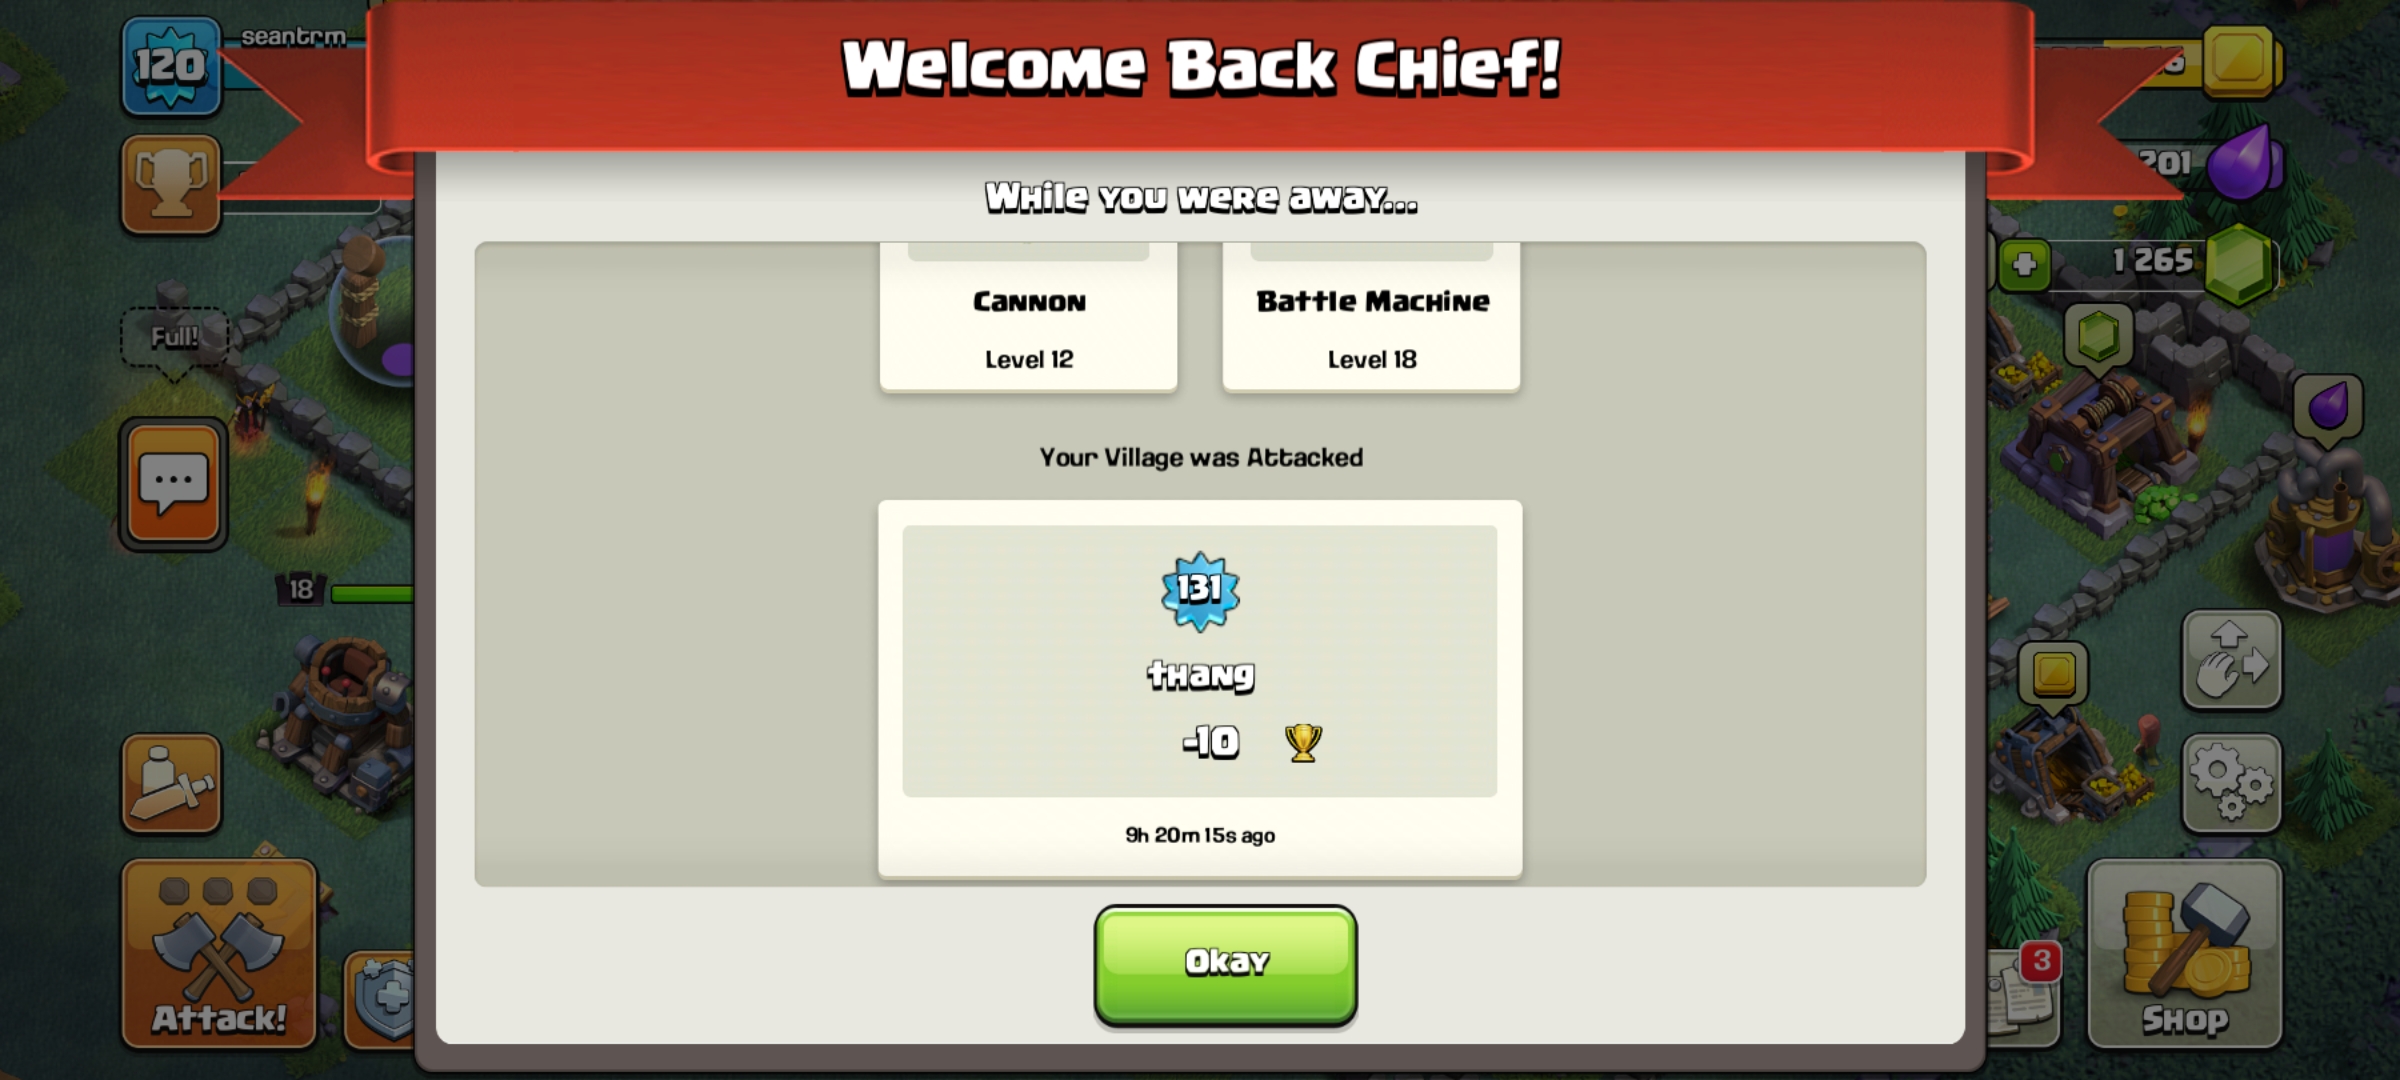 120
seantrm
Welcome Back Chief!
While you were away...
201
1 265
Full!
Cannon
Battle Machine
Level 12
Level 18
Your Village was Attacked
131
thang
-10
9h 20m 15s ago
18
Okay
Attack!
3
Shop